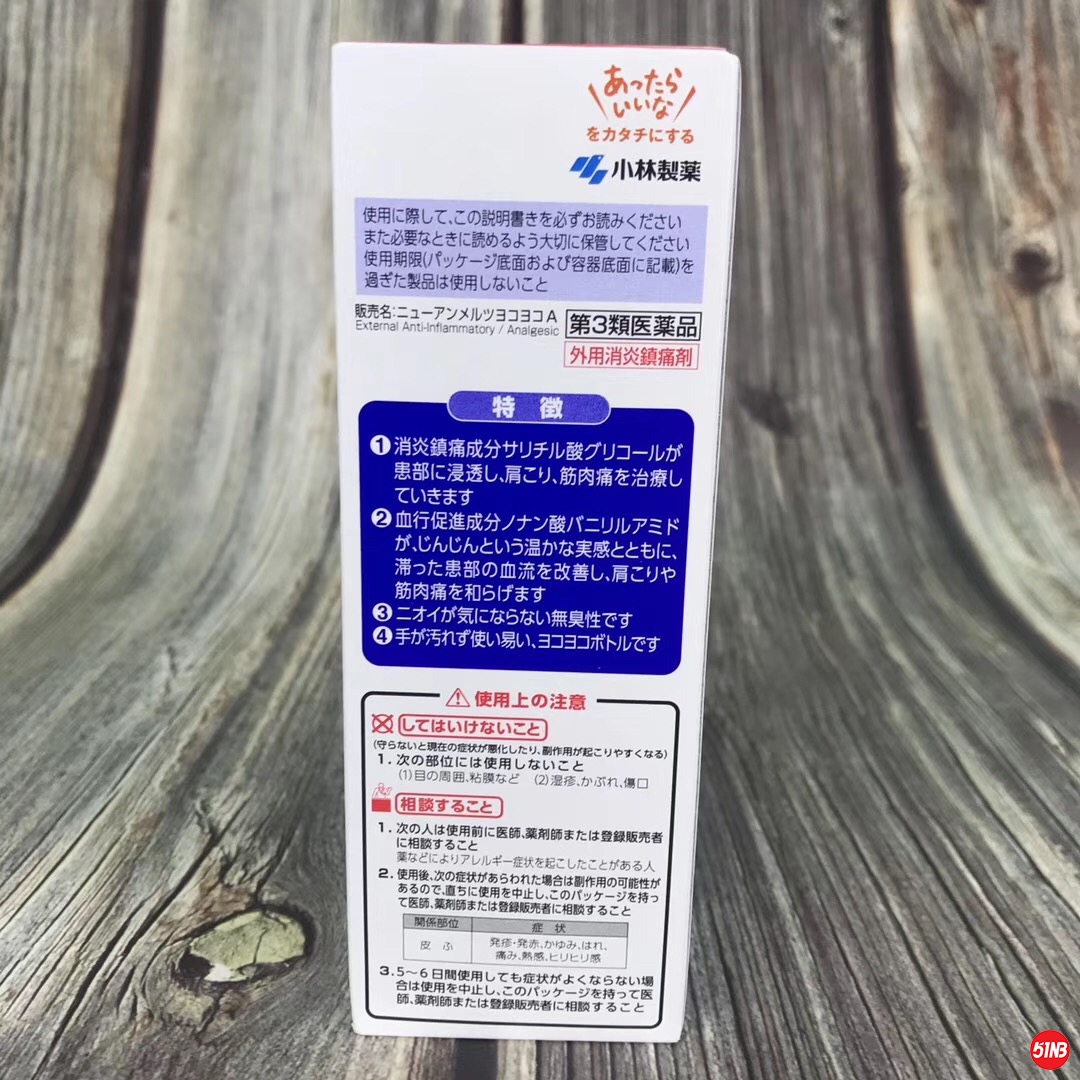 あったら
いいな
をカタチにする
小林製薬
使用に際して、この説明書きを必ずお読みください
また必要なときに読めるよう大切に保管してください
使用期限(パッケージ底面および容器底面に記載)を
過ぎた製品は使用しないこと
販売名:ニューアンメルツヨコヨコA
External Anti-Inflammatory / Analgesic
第3類医薬品
外用消炎鎮痛剤
特徴
❶消炎鎮痛成分サリチル酸グリコールが
患部に浸透し、肩こり、筋肉痛を治療し
ていきます
❷血行促進成分ノナン酸バニリルアミド
が、じんじんという温かな実感とともに、
滞った患部の血流を改善し、肩こりや
筋肉痛を和らげます
❸ニオイが気にならない無臭性です
❹手が汚れず使い易い、ヨコヨコボトルです
使用上の注意
してはいけないこと
(守らないと現在の症状が悪化したり、副作用が起こりやすくなる)
1.次の部位には使用しないこと
(1)目の周囲、粘膜など (2)湿疹、かぶれ、傷口
相談すること
1.次の人は使用前に医師、薬剤師または登録販売者
に相談すること
薬などによりアレルギー症状を起こしたことがある人
2.使用後、次の症状があらわれた場合は副作用の可能性が
あるので、直ちに使用を中止し、このパッケージを持っ
て医師、薬剤師または登録販売者に相談すること
関係部位 症状
皮ふ 発疹・発赤、かゆみ、はれ、
痛み、熱感、ヒリヒリ感
3.5〜6日間使用しても症状がよくならない場
合は使用を中止し、このパッケージを持って医
師、薬剤師または登録販売者に相談すること
51NB